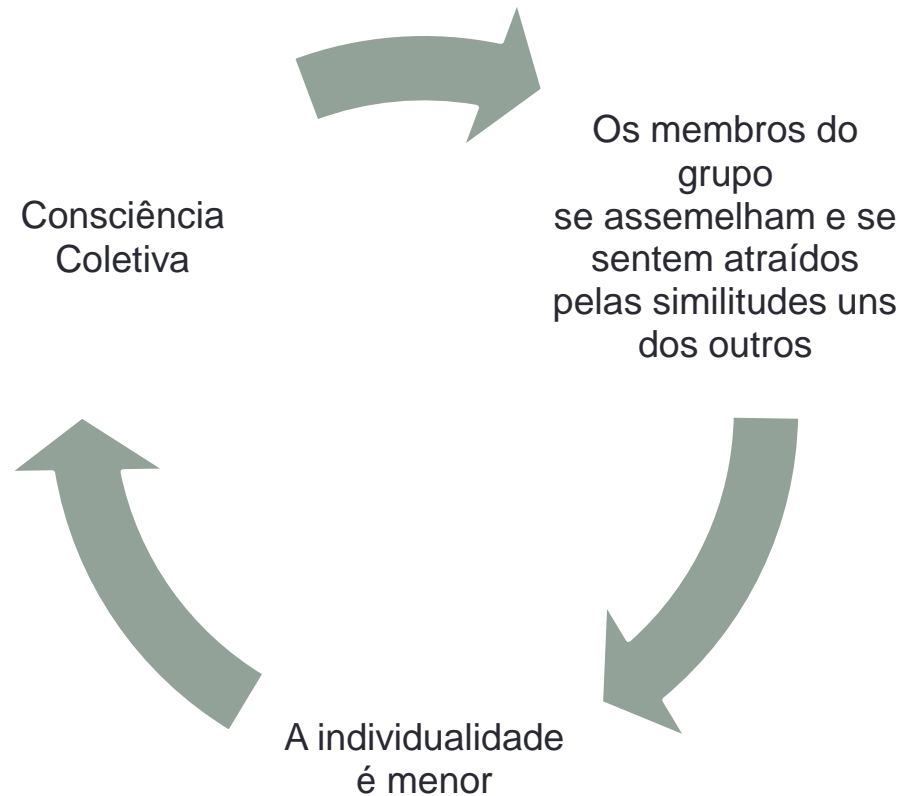 Consciência
Coletiva
Os membros do
grupo
se assemelham e se
sentem atraídos
pelas similitudes uns
dos outros
A individualidade
é menor